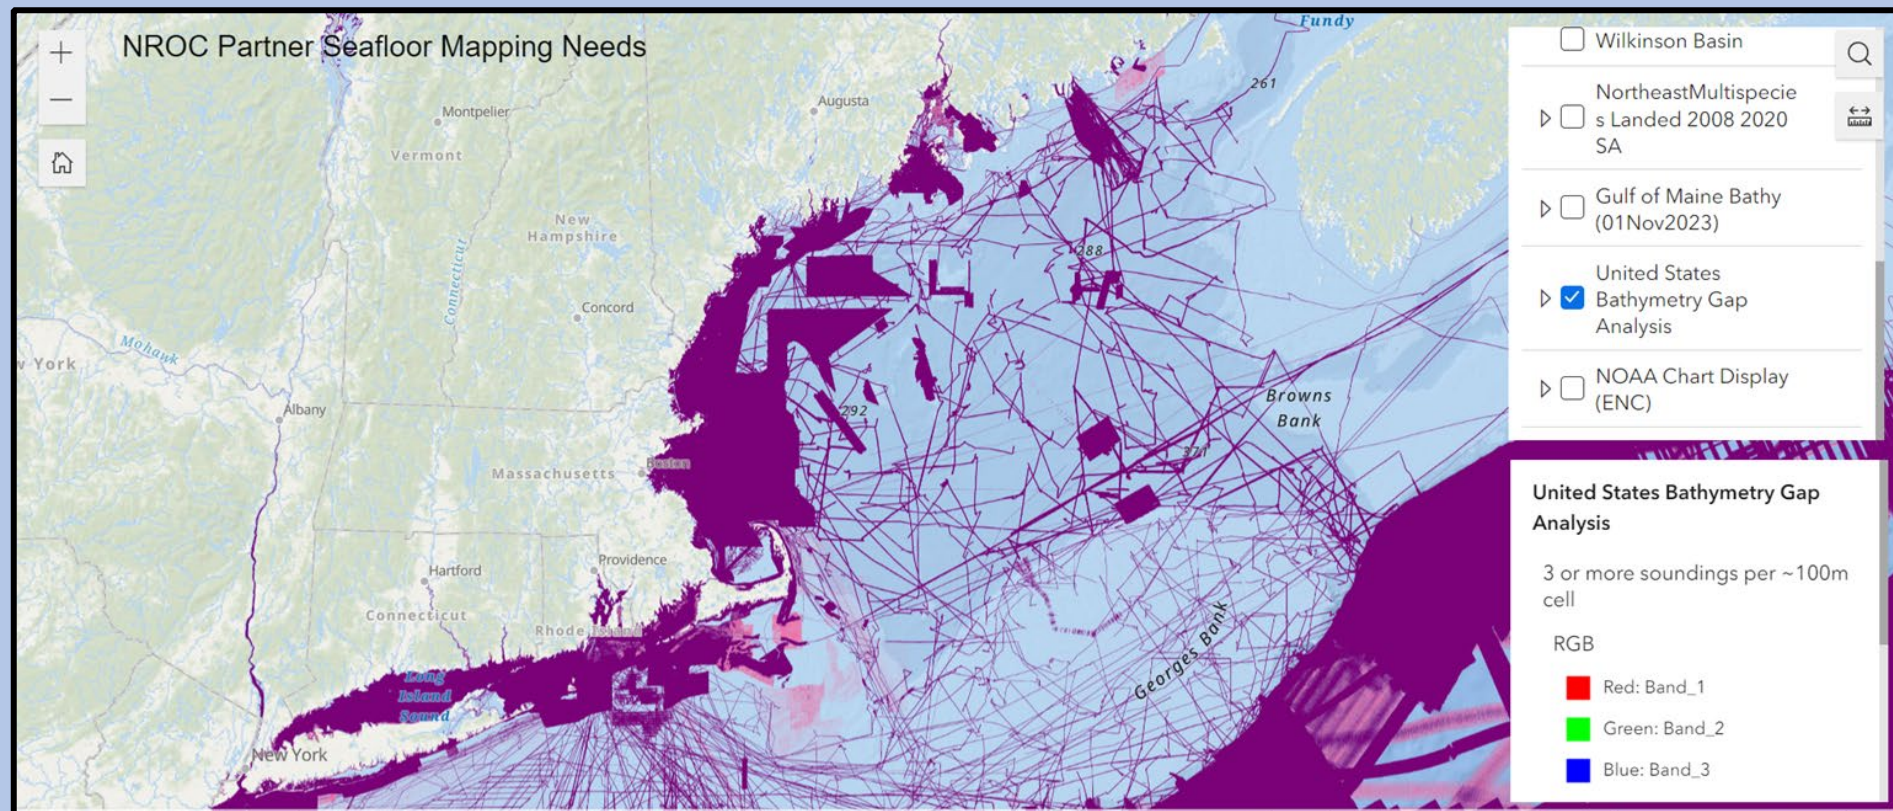 NROC Partner Seafloor Mapping Needs
Fundy
261
Augusta
Montpelier
Vermont
New
Hampshire
288
Connecticut
Concord
Mohawk
w York
Albany
292
Browns
Bank
371
Massachusetts
Boston
Providence
Hartford
Connecticut
Rhode Island
Georges Bank
Long
Island
Sound
New York
Wilkinson Basin
NortheastMultispecie
s Landed 2008 2020
SA
Gulf of Maine Bathy
(01Nov2023)
United States
Bathymetry Gap
Analysis
NOAA Chart Display
(ENC)
United States Bathymetry Gap
Analysis
3 or more soundings per ~100m
cell
RGB
Red: Band_1
Green: Band_2
Blue: Band_3